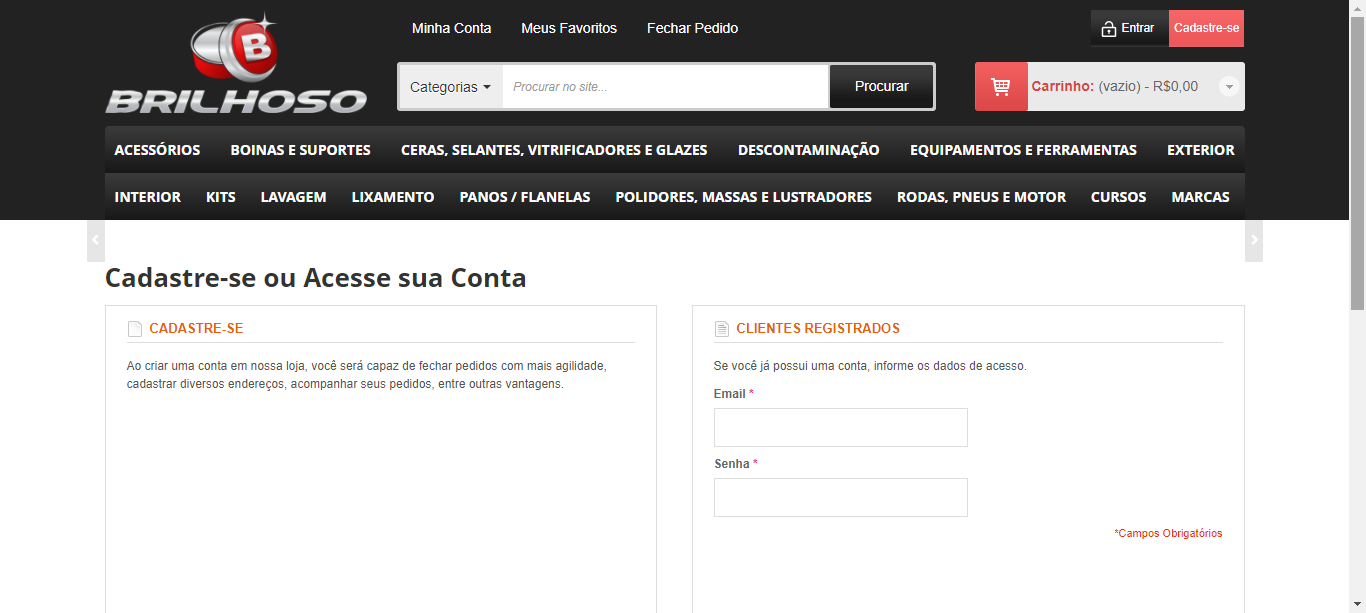 Minha Conta
Meus Favoritos
Fechar Pedido
Entrar
Cadastre-se
B
BRILHOSO
Categorias
Procurar no site...
Procurar
Carrinho: (vazio) - R$0,00
ACESSÓRIOS
BOINAS E SUPORTES
CERAS, SELANTES, VITRIFICADORES E GLAZES
DESCONTAMINAÇÃO
EQUIPAMENTOS E FERRAMENTAS
EXTERIOR
INTERIOR
KITS
LAVAGEM
LIXAMENTO
PANOS / FLANELAS
POLIDORES, MASSAS E LUSTRADORES
RODAS, PNEUS E MOTOR
CURSOS
MARCAS
Cadastre-se ou Acesse sua Conta
CADASTRE-SE
Ao criar uma conta em nossa loja, você será capaz de fechar pedidos com mais agilidade,
cadastrar diversos endereços, acompanhar seus pedidos, entre outras vantagens.
CLIENTES REGISTRADOS
Se você já possui uma conta, informe os dados de acesso.
Email *
Senha *
*Campos Obrigatórios